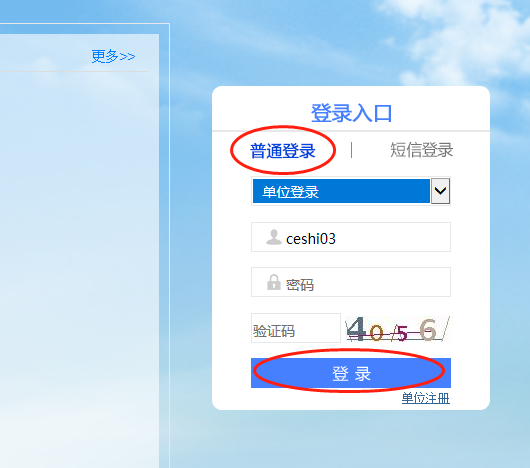 更多>>
登录入口
普通登录 | 短信登录
单位登录
ceshi03
密码
验证码 4056
登 录
单位注册